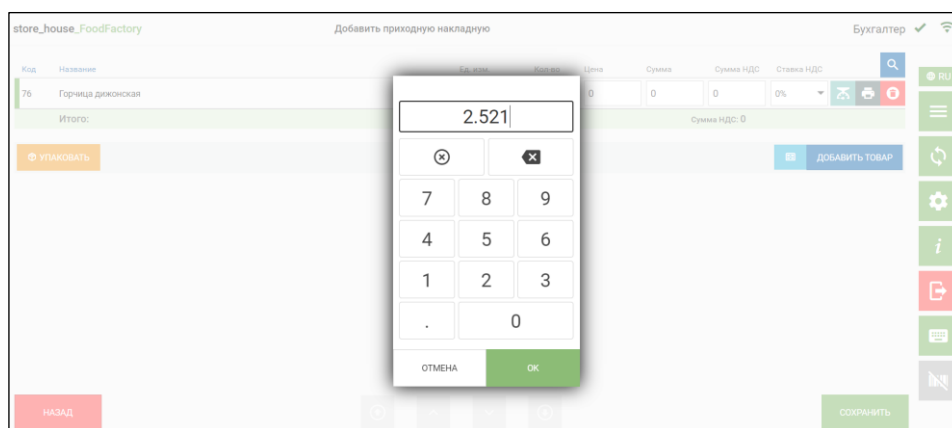 store_house_FoodFactory Добавить приходную накладную Бухгалтер
Код Название Ед. изм. Кол-во Цена Сумма Сумма НДС Ставка НДС
RU
76 Горчица дижонская 0 0 0 0%
Итого: Сумма НДС: 0
2.521
УПАКОВАТЬ ДОБАВИТЬ ТОВАР
7 8 9
4 5 6
1 2 3
. 0
ОТМЕНА ОК
НАЗАД СОХРАНИТЬ